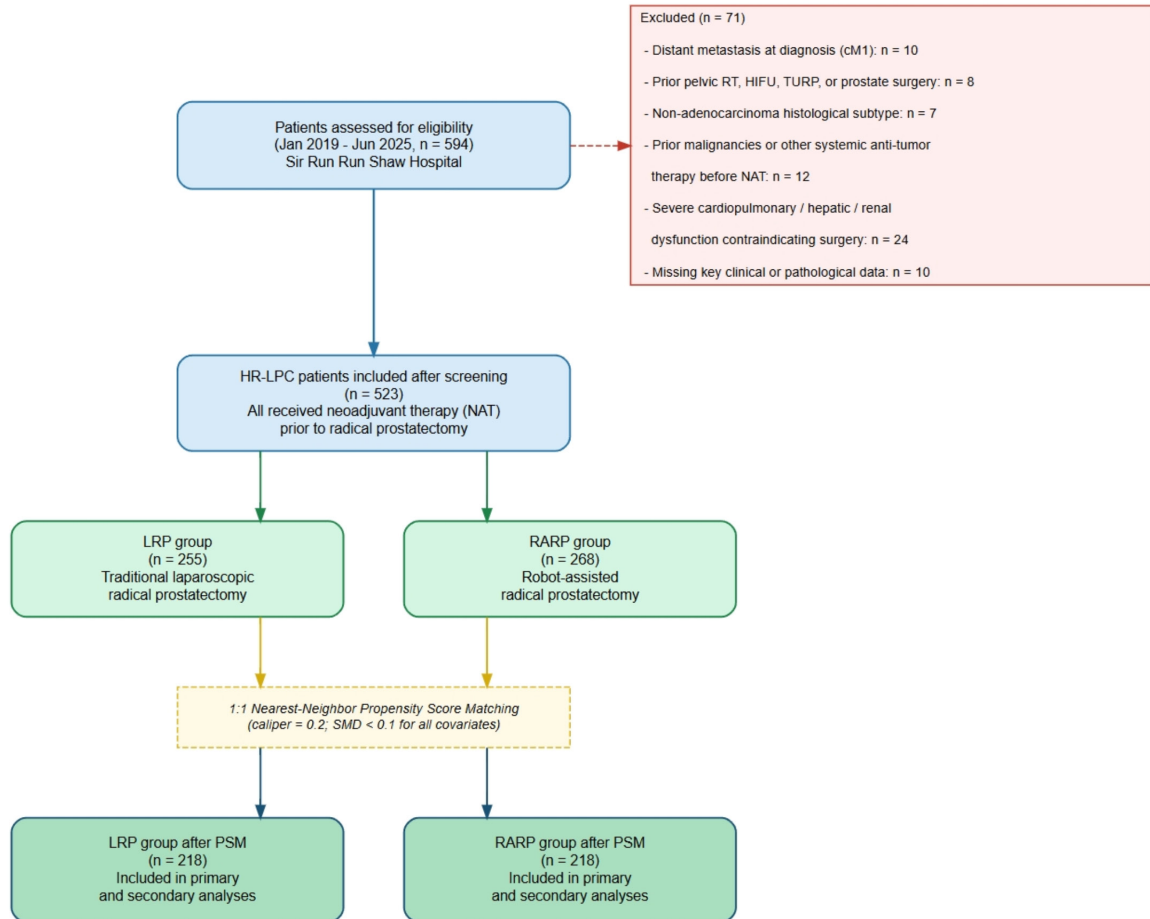 Excluded (n = 71)
- Distant metastasis at diagnosis (cM1): n = 10
- Prior pelvic RT, HIFU, TURP, or prostate surgery: n = 8
- Non-adenocarcinoma histological subtype: n = 7
- Prior malignancies or other systemic anti-tumor
therapy before NAT: n = 12
- Severe cardiopulmonary / hepatic / renal
dysfunction contraindicating surgery: n = 24
- Missing key clinical or pathological data: n = 10
Patients assessed for eligibility
(Jan 2019 - Jun 2025, n = 594)
Sir Run Run Shaw Hospital
HR-LPC patients included after screening
(n = 523)
All received neoadjuvant therapy (NAT)
prior to radical prostatectomy
LRP group
(n = 255)
Traditional laparoscopic
radical prostatectomy
RARP group
(n = 268)
Robot-assisted
radical prostatectomy
1:1 Nearest-Neighbor Propensity Score Matching
(caliper = 0.2; SMD < 0.1 for all covariates)
LRP group after PSM
(n = 218)
Included in primary
and secondary analyses
RARP group after PSM
(n = 218)
Included in primary
and secondary analyses